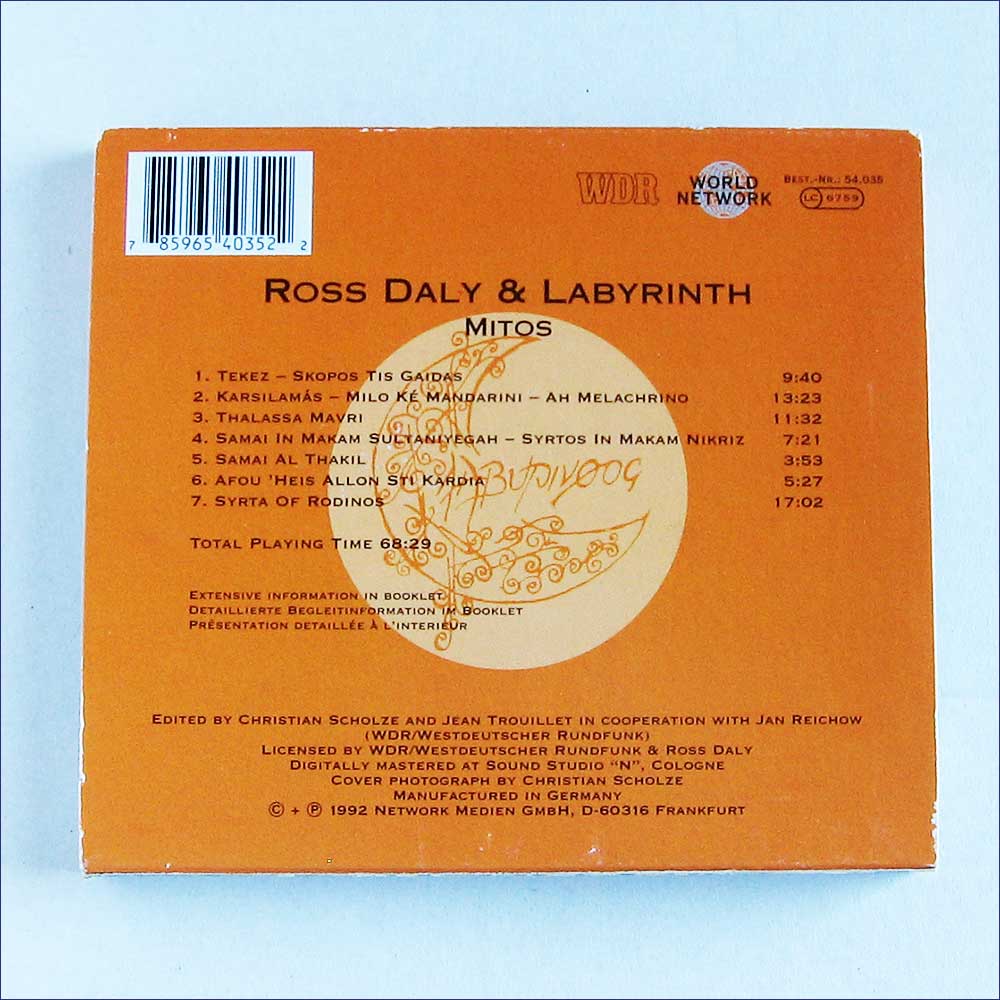 WDR
WORLD NETWORK
BEST.-NR.: 54.035
LC 6759
7 85965 40352 2
ROSS DALY & LABYRINTH
MITOS
1. TEKEZ – SKOPOS TIS GAIDAS 9:40
2. KARSILAMÁS – MILO KÉ MANDARINI – AH MELACHRINO 13:23
3. THALASSA MAVRI 11:32
4. SAMAI IN MAKAM SULTANIYEGAH – SYRTOS IN MAKAM NIKRIZ 7:21
5. SAMAI AL THAKIL 3:53
6. AFOU 'HEIS ALLON STI KARDIA 5:27
7. SYRTA OF RODINOS 17:02
TOTAL PLAYING TIME 68:29
EXTENSIVE INFORMATION IN BOOKLET
DETAILLIERTE BEGLEITINFORMATION IM BOOKLET
PRÉSENTATION DETAILLÉE À L'INTERIEUR
EDITED BY CHRISTIAN SCHOLZE AND JEAN TROUILLET IN COOPERATION WITH JAN REICHOW
(WDR/WESTDEUTSCHER RUNDFUNK)
LICENSED BY WDR/WESTDEUTSCHER RUNDFUNK & ROSS DALY
DIGITALLY MASTERED AT SOUND STUDIO "N", COLOGNE
COVER PHOTOGRAPH BY CHRISTIAN SCHOLZE
MANUFACTURED IN GERMANY
© + ℗ 1992 NETWORK MEDIEN GMBH, D-60316 FRANKFURT